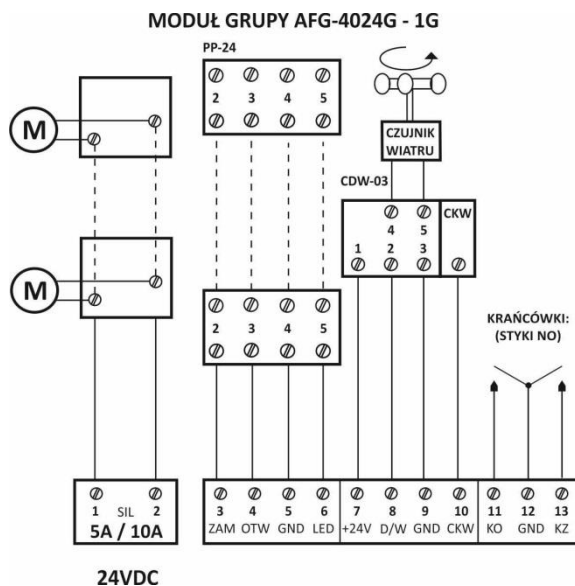 MODUŁ GRUPY AFG-4024G - 1G
PP-24
2 3 4 5
M
CZUJNIK
WIATRU
CDW-03
4 5 CKW
1 2 3
M
2 3 4 5
KRAŃCÓWKI:
(STYKI NO)
1 SIL 2
5A / 10A
3 4 5 6 7 8 9 10 11 12 13
ZAM OTW GND LED +24V D/W GND CKW KO GND KZ
24VDC